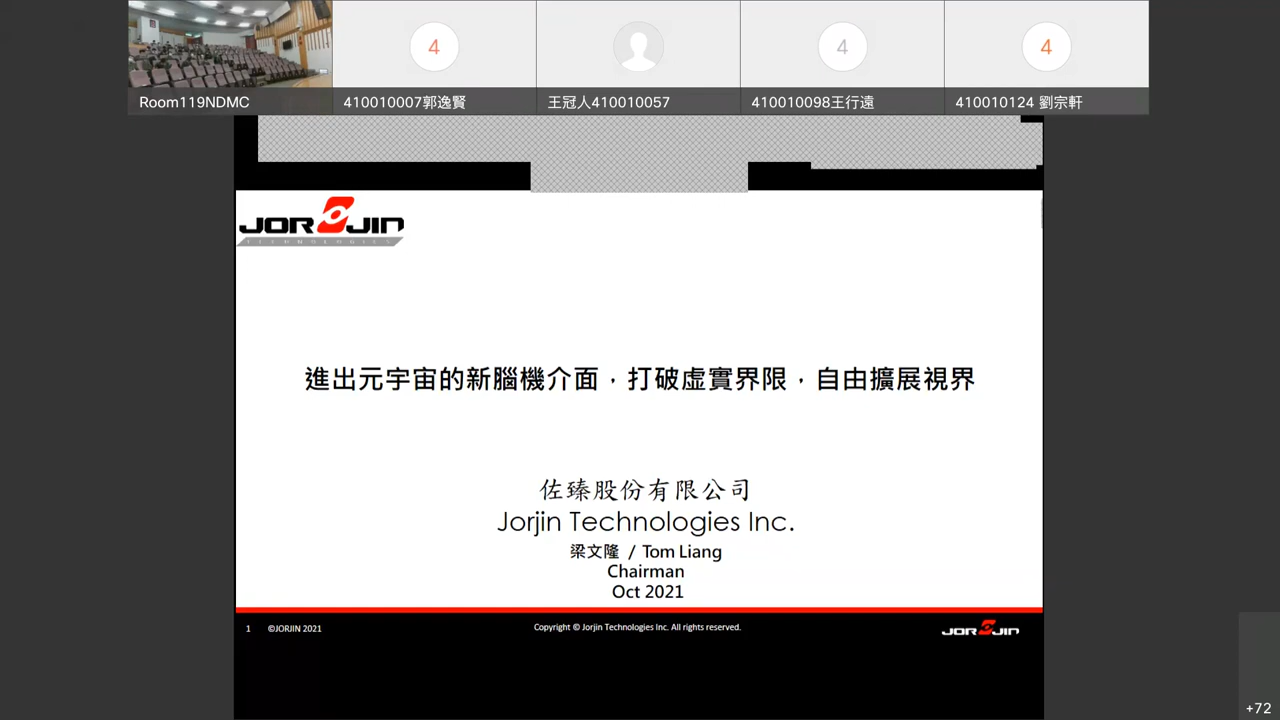 4
4
4
Room119NDMC
410010007郭逸賢
王冠人410010057
410010098王行遠
410010124 劉宗軒
JORJIN
TECHNOLOGIES
進出元宇宙的新腦機介面，打破虛實界限，自由擴展視界
佐臻股份有限公司
Jorjin Technologies Inc.
梁文隆 / Tom Liang
Chairman
Oct 2021
1 ©JORJIN 2021
Copyright © Jorjin Technologies Inc. All rights reserved.
JORJIN
+72